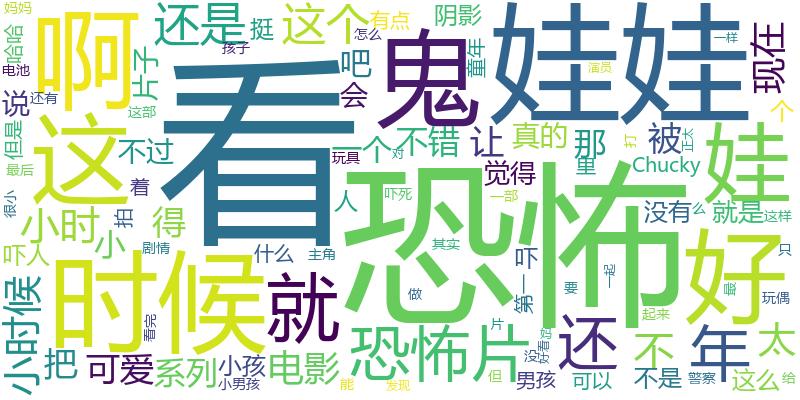 妈妈
哈哈
啊
还是
挺
这个
有点
阴影
怎么
鬼
娃娃
一样
现在
电池
还有
说
片子
孩子
吧
会
童年
演员
个
但是
这
不过
看
这部
一个
不错
让
真的
那
被
打
正太
娃
最后
着
玩具
对
觉得
里
Chucky
很小
小时
小
得
拍
人
吓死
一部
没有
么
就是
这样
吓人
剧情
什么
主角
其实
恐怖
吓
好
只
小时候
时候
就
做
第一
一起
最
玩偶
看完
恐怖片
片
还
起来
年
不
太
把
可爱
系列
小孩
电影
但
没
好看
男孩
可以
不是
警察
这么
给
小男孩
能
发现